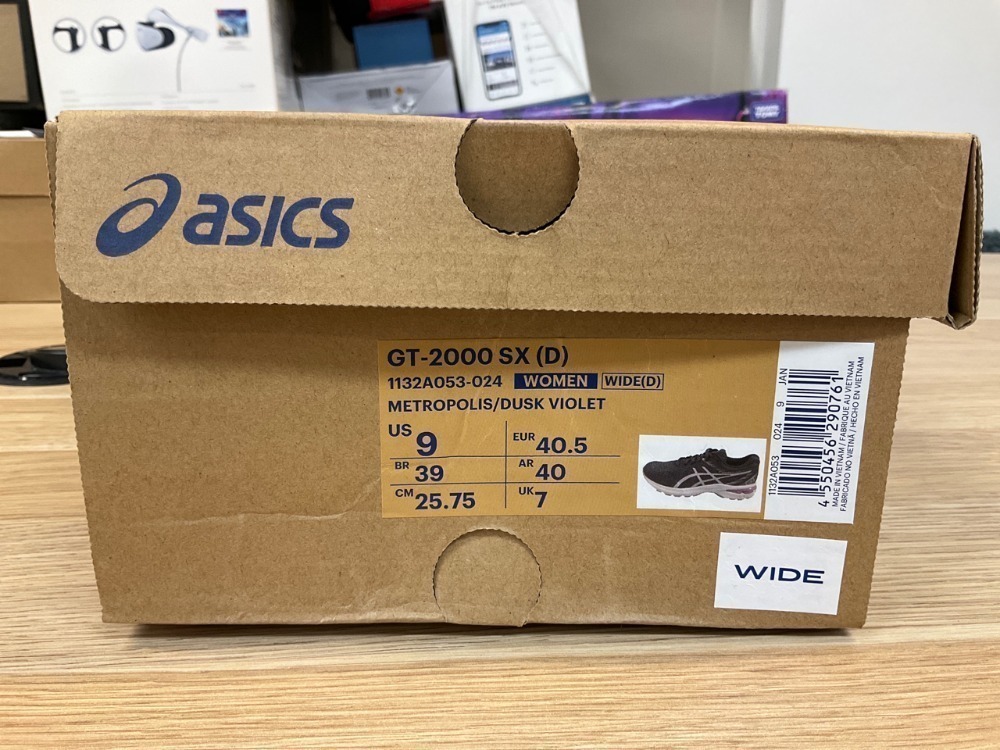 asics
GT-2000 SX (D)
1132A053-024 WOMEN WIDE(D)
METROPOLIS/DUSK VIOLET
US 9 EUR 40.5
BR 39 AR 40
CM 25.75 UK 7
1132A053 024 9 JAN
4 550456 290761
MADE IN VIETNAM / FABRIQUE AU VIETNAM
FABRICADO NO VIETNÃ / HECHO EN VIETNAM
WIDE